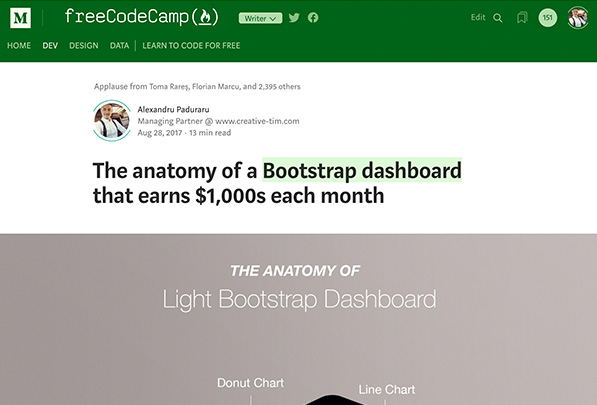 M freeCodeCamp(🔥) Writer Edit 151
HOME DEV DESIGN DATA LEARN TO CODE FOR FREE
Applause from Toma Rareș, Florian Marcu, and 2,395 others
Alexandru Paduraru
Managing Partner @ www.creative-tim.com
Aug 28, 2017 · 13 min read
The anatomy of a Bootstrap dashboard
that earns $1,000s each month
THE ANATOMY OF
Light Bootstrap Dashboard
Donut Chart
Line Chart